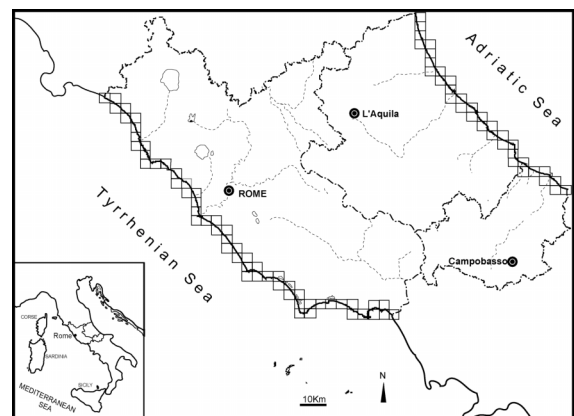 Adriatic Sea
L'Aquila
ROME
Tyrrhenian Sea
Campobasso
CORSE
Rome
SARDINIA
SICILY
MEDITERRANEAN
SEA
N
10Km